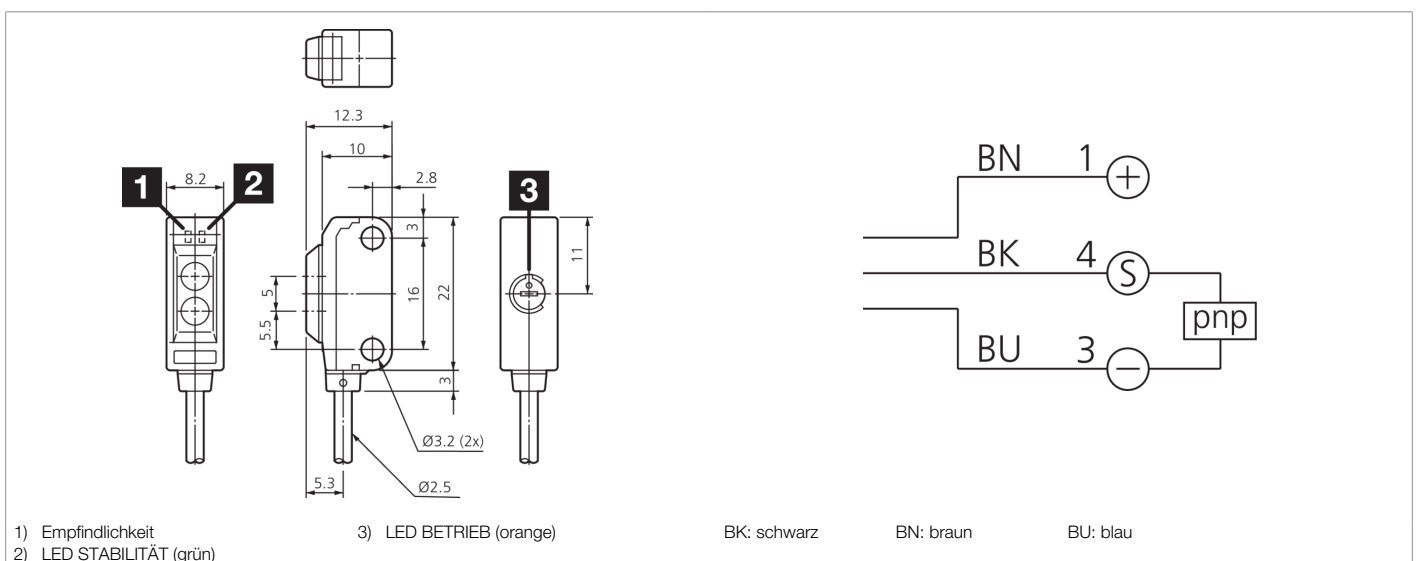 12.3
10
2.8
1
8.2
2
3
3
11
5
16
22
5.5
3
Ø3.2 (2x)
5.3
Ø2.5
BN 1 +
BK 4 S
pnp
BU 3 −
1) Empfindlichkeit
2) LED STABILITÄT (grün)
3) LED BETRIEB (orange)
BK: schwarz BN: braun BU: blau